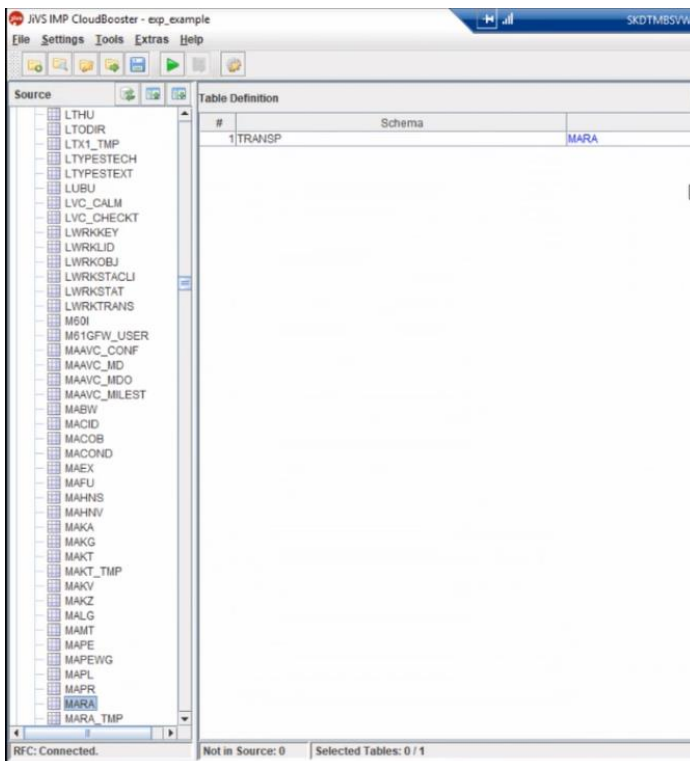 JiVS IMP CloudBooster - exp_example
SKDTMBSVW
File Settings Tools Extras Help
Source
Table Definition
# Schema
1 TRANSP MARA
LTHU
LTODIR
LTX1_TMP
LTYPESTECH
LTYPESTEXT
LUBU
LVC_CALM
LVC_CHECKT
LWRKKEY
LWRKLID
LWRKOBJ
LWRKSTACLI
LWRKSTAT
LWRKTRANS
M60I
M61GFW_USER
MAAVC_CONF
MAAVC_MD
MAAVC_MDO
MAAVC_MILEST
MABW
MACID
MACOB
MACOND
MAEX
MAFU
MAHNS
MAHNV
MAKA
MAKG
MAKT
MAKT_TMP
MAKV
MAKZ
MALG
MAMT
MAPE
MAPEWG
MAPL
MAPR
MARA
MARA_TMP
RFC: Connected.
Not in Source: 0
Selected Tables: 0 / 1